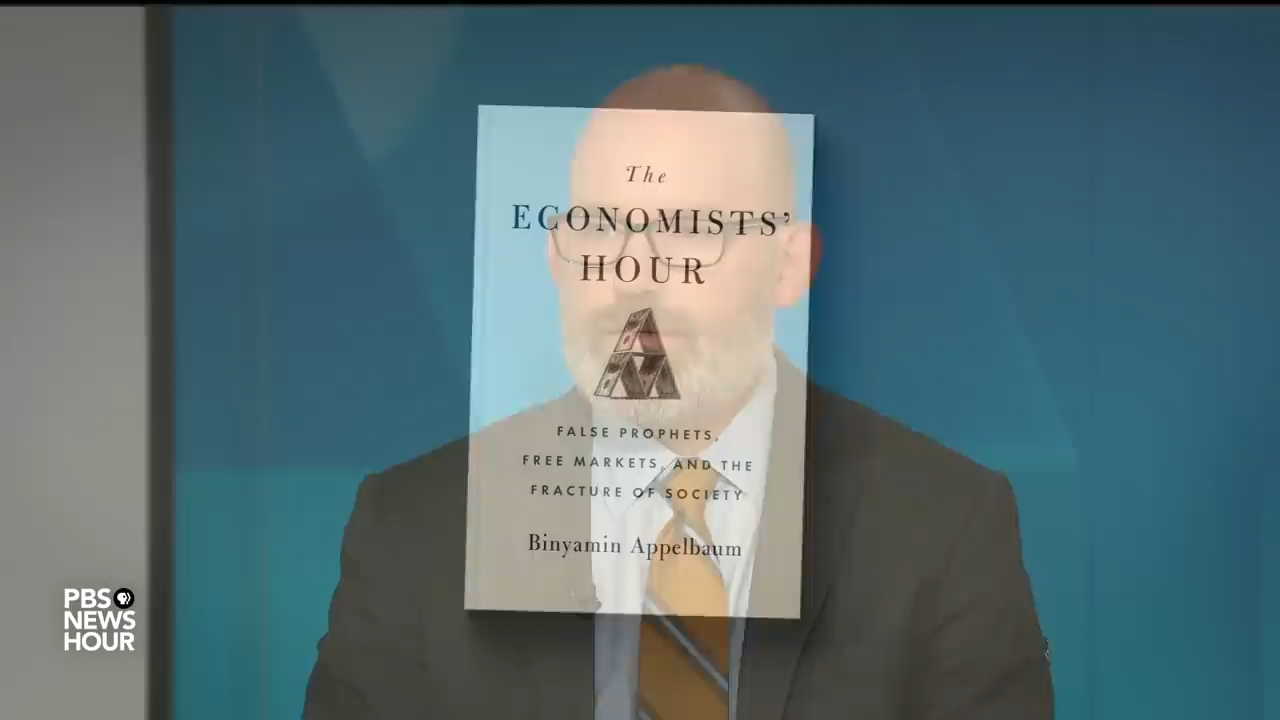 The
ECONOMISTS'
HOUR
FALSE PROPHETS,
FREE MARKETS, AND THE
FRACTURE OF SOCIETY
Binyamin Appelbaum
PBS
NEWS
HOUR